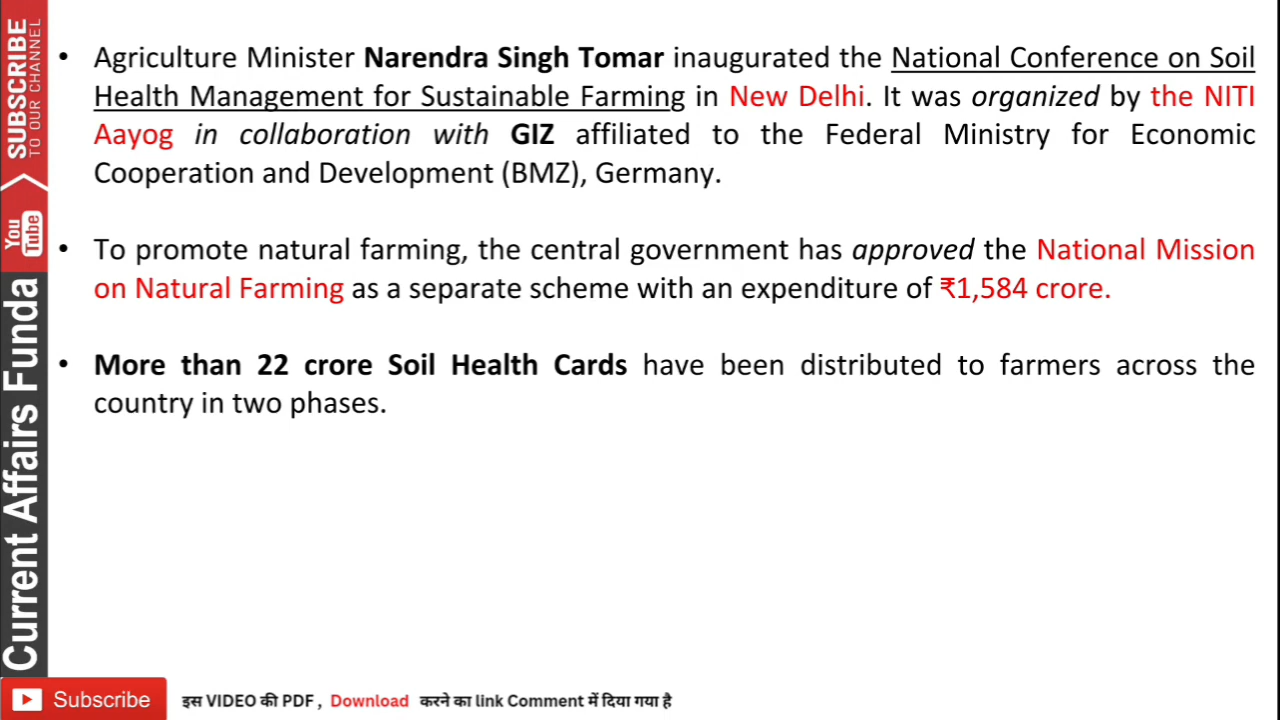 SUBSCRIBE
TO OUR CHANNEL
You
Tube
Current Affairs Funda
• Agriculture Minister Narendra Singh Tomar inaugurated the National Conference on Soil
Health Management for Sustainable Farming in New Delhi. It was organized by the NITI
Aayog in collaboration with GIZ affiliated to the Federal Ministry for Economic
Cooperation and Development (BMZ), Germany.
• To promote natural farming, the central government has approved the National Mission
on Natural Farming as a separate scheme with an expenditure of ₹1,584 crore.
• More than 22 crore Soil Health Cards have been distributed to farmers across the
country in two phases.
Subscribe इस VIDEO की PDF , Download करने का link Comment में दिया गया है